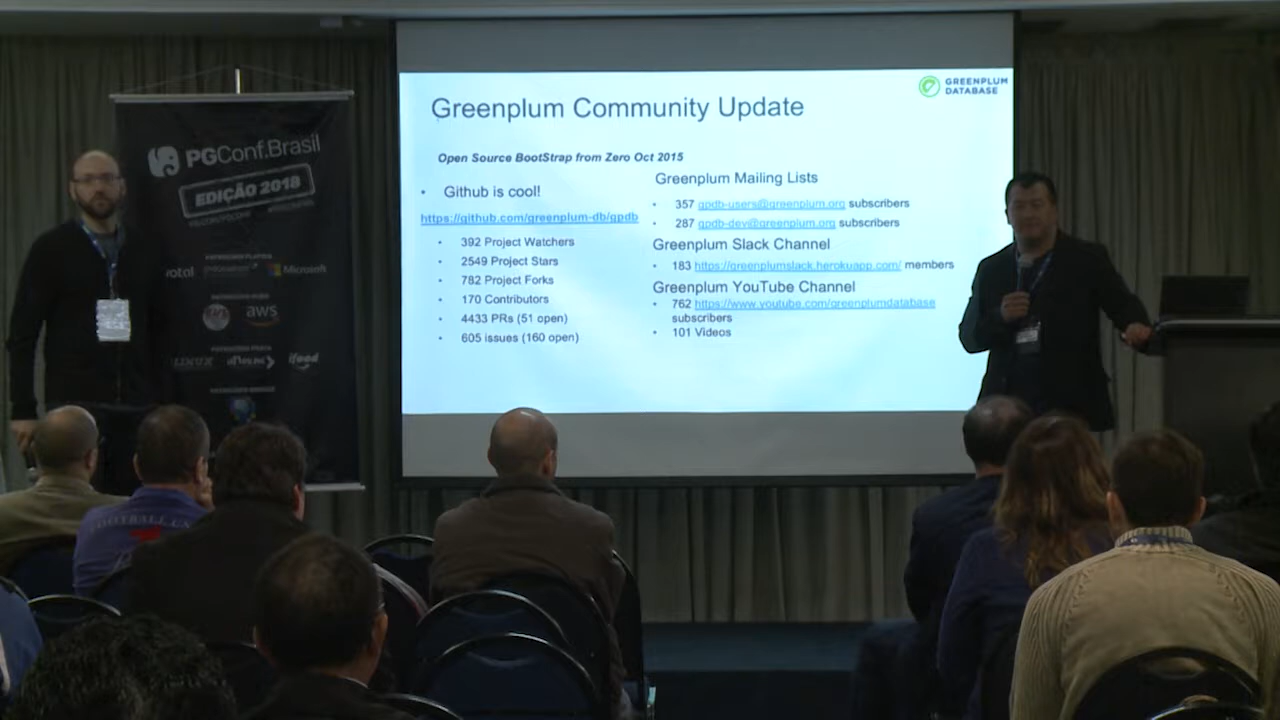 GREENPLUM
DATABASE
Greenplum Community Update
Open Source BootStrap from Zero Oct 2015
• Github is cool!
https://github.com/greenplum-db/gpdb
• 392 Project Watchers
• 2549 Project Stars
• 782 Project Forks
• 170 Contributors
• 4433 PRs (51 open)
• 605 issues (160 open)
Greenplum Mailing Lists
• 357 gpdb-users@greenplum.org subscribers
• 287 gpdb-dev@greenplum.org subscribers
Greenplum Slack Channel
• 183 https://greenplumslack.herokuapp.com/ members
Greenplum YouTube Channel
• 762 https://www.youtube.com/greenplumdatabase
subscribers
• 101 Videos
PGConf.Brasil
EDIÇÃO 2018
Microsoft
aws
LINUX
ifood
FOOTBALL